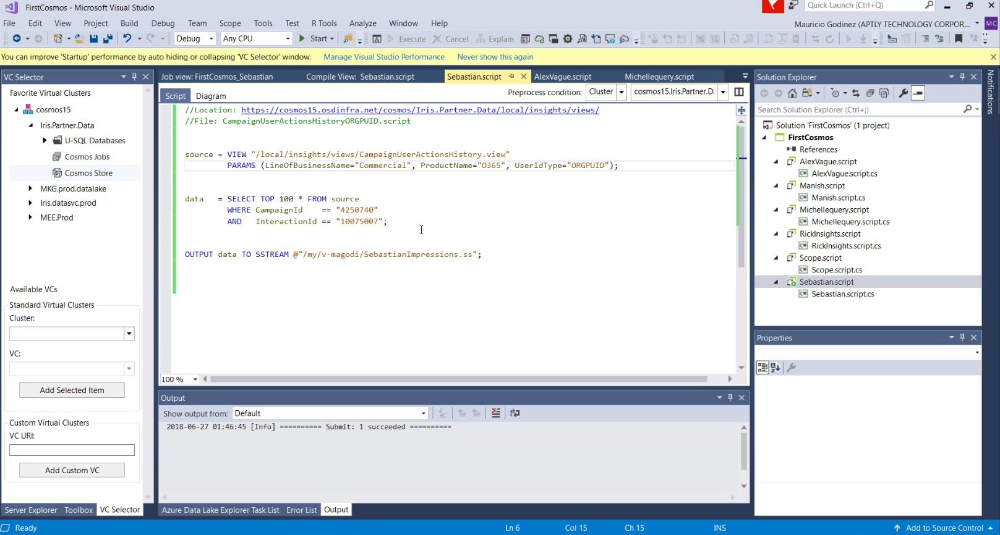 FirstCosmos - Microsoft Visual Studio
Quick Launch (Ctrl+Q)
File Edit View Project Build Debug Team Scope Tools Test R Tools Analyze Window Help
Mauricio Godinez (APTLY TECHNOLOGY CORPOR... MC
Debug Any CPU Start Execute Cancel Explain
You can improve 'Startup' performance by auto hiding or collapsing 'VC Selector' window. Manage Visual Studio Performance Never show this again
VC Selector
Favorite Virtual Clusters
cosmos15
Iris.Partner.Data
U-SQL Databases
Cosmos Jobs
Cosmos Store
MKG.prod.datalake
Iris.datasvc.prod
MEE.Prod
Available VCs
Standard Virtual Clusters
Cluster:
VC:
Add Selected Item
Custom Virtual Clusters
VC URI:
Add Custom VC
Server Explorer Toolbox VC Selector
Job view: FirstCosmos_Sebastian Compile View: Sebastian.script Sebastian.script AlexVague.script Michellequery.script
Script Diagram Preprocess condition: Cluster cosmos15.Iris.Partner.Da
//Location: https://cosmos15.osdinfra.net/cosmos/Iris.Partner.Data/local/insights/views/
//File: CampaignUserActionsHistoryORGPUID.script
source = VIEW "/local/insights/views/CampaignUserActionsHistory.view"
PARAMS (LineOfBusinessName="Commercial", ProductName="O365", UserIdType="ORGPUID");
data = SELECT TOP 100 * FROM source
WHERE CampaignId == "4250740"
AND InteractionId == "10075007";
OUTPUT data TO SSTREAM @"/my/v-magodi/SebastianImpressions.ss";
100 %
Output
Show output from: Default
2018-06-27 01:46:45 [Info] ========== Submit: 1 succeeded ==========
Azure Data Lake Explorer Task List Error List Output
Solution Explorer
Search Solution Explorer (Ctrl+;)
Solution 'FirstCosmos' (1 project)
FirstCosmos
References
AlexVague.script
AlexVague.script.cs
Manish.script
Manish.script.cs
Michellequery.script
Michellequery.script.cs
RickInsights.script
RickInsights.script.cs
Scope.script
Scope.script.cs
Sebastian.script
Sebastian.script.cs
Properties
Notifications
Ready Ln 6 Col 15 Ch 15 INS Add to Source Control